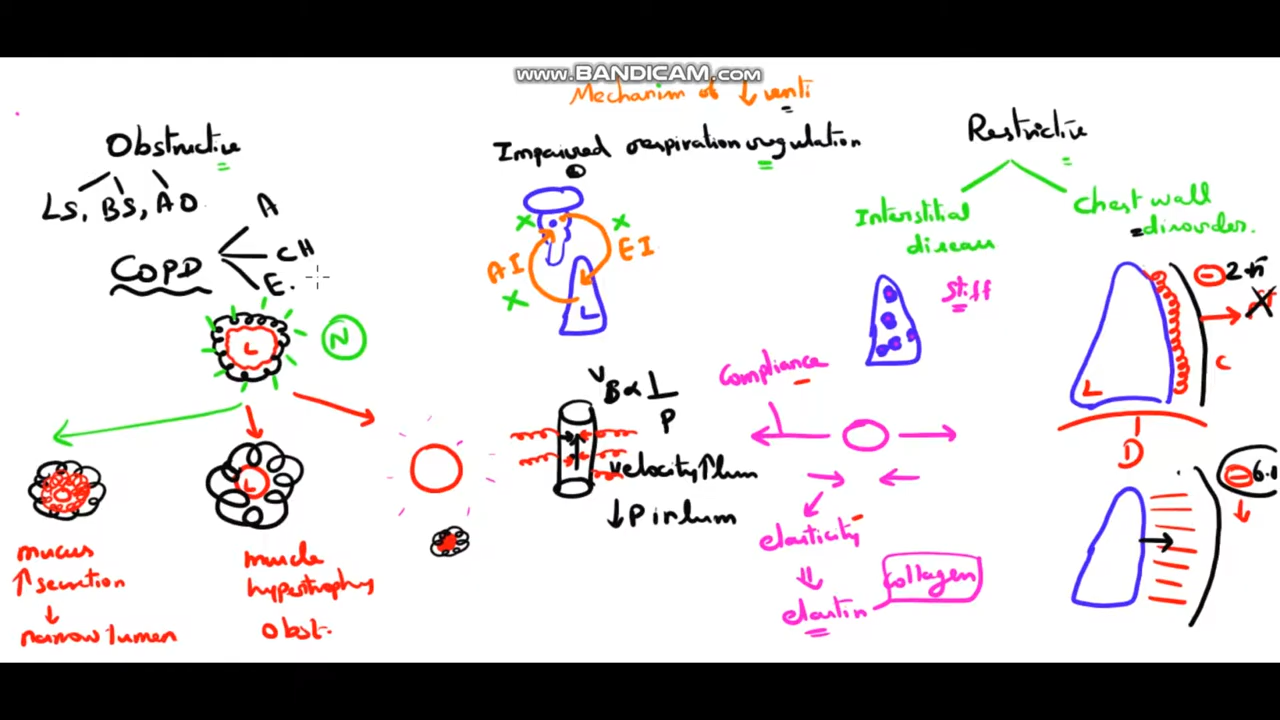 www.BANDICAM.com
Mechanism of ↓ venti
Obstructive
LS, BS, AO
COPD
A
CH
E.
L
N
mucus
↑ secretion
↓
narrow lumen
L
muscle
hypertrophy
Obst.
Impaired respiration regulation
AI
EI
L
V
B ∝ 1
P
velocity ↑ lum
↓ P in lum
Restrictive
Interstitial
disease
Stiff
Chest wall
disorder.
Compliance
elasticity
elastin
Collagen
L
D
C